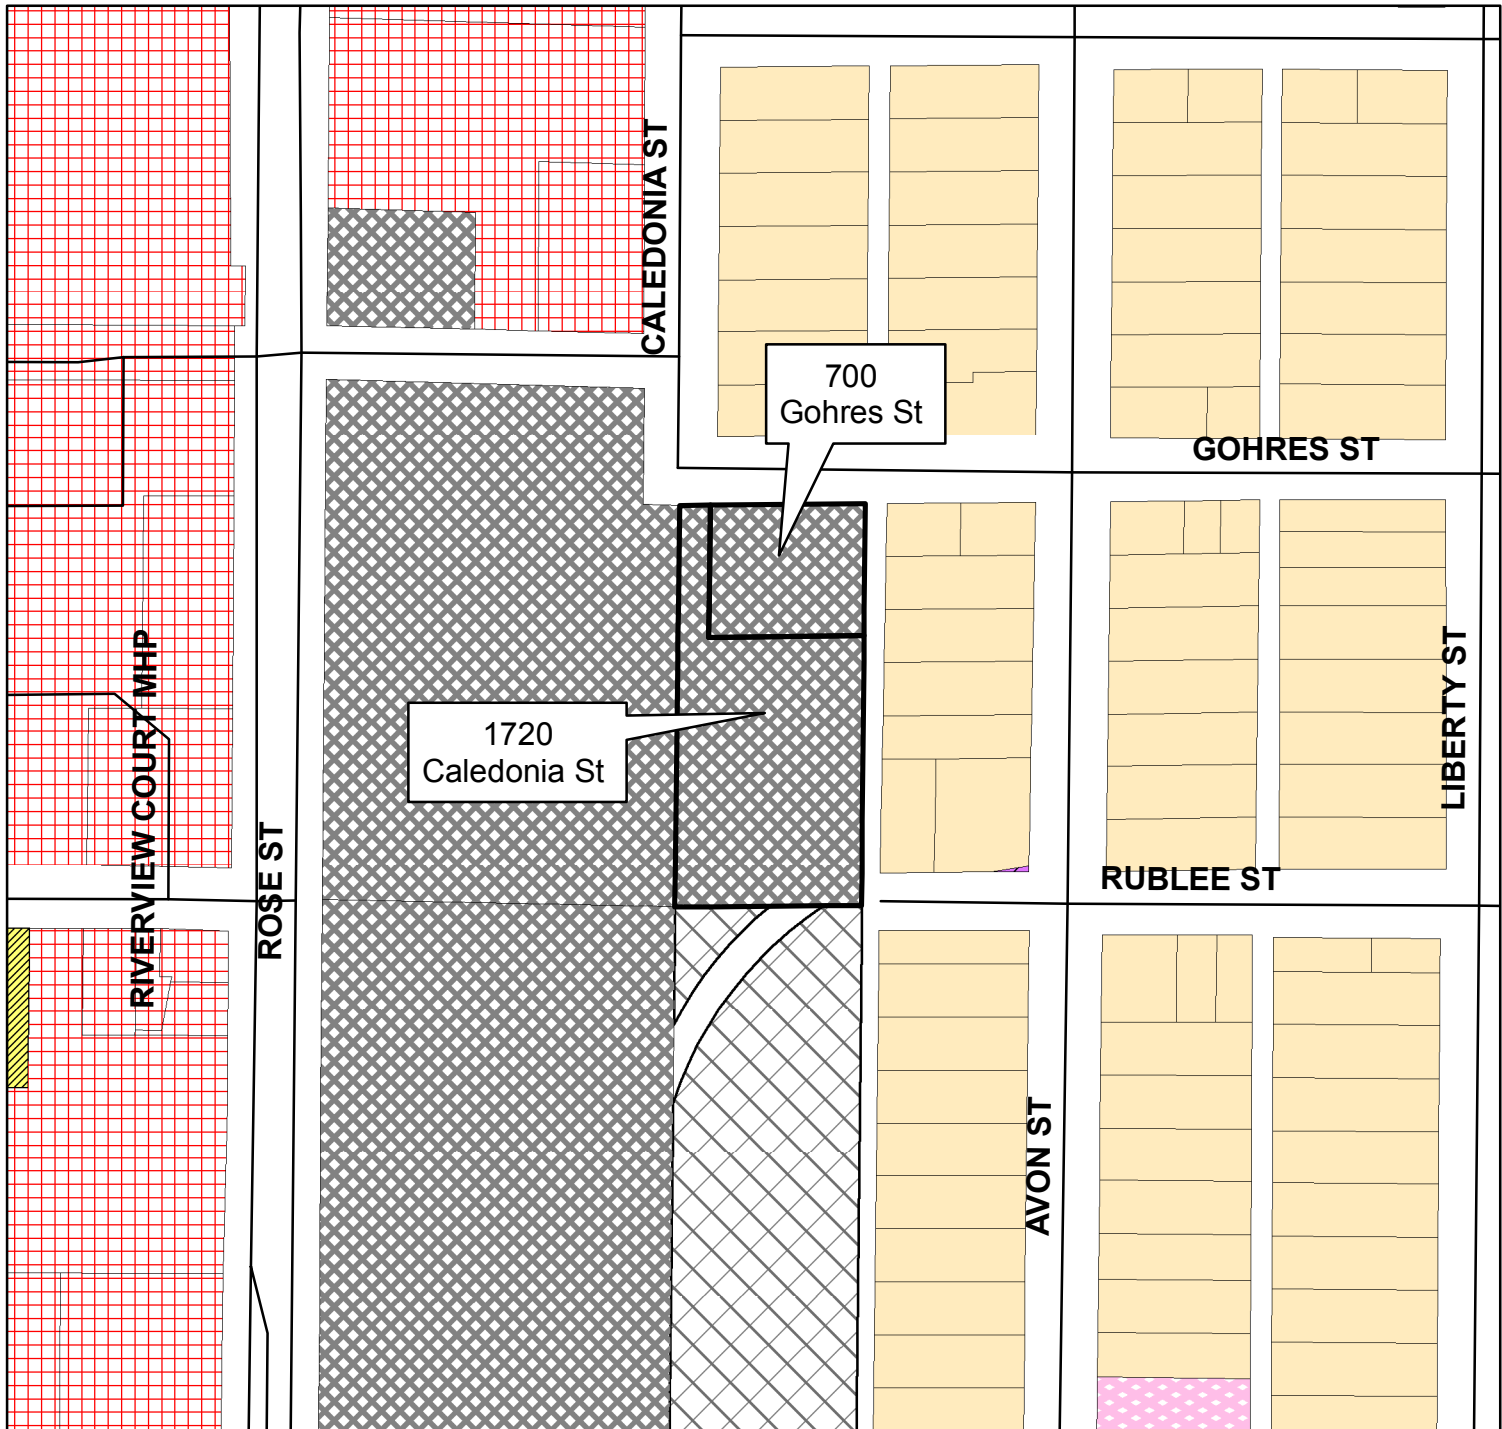 CALEDONIA ST
700
Gohres St
GOHRES ST
1720
Caledonia St
RIVERVIEW COURT MHP
ROSE ST
LIBERTY ST
RUBLEE ST
AVON ST